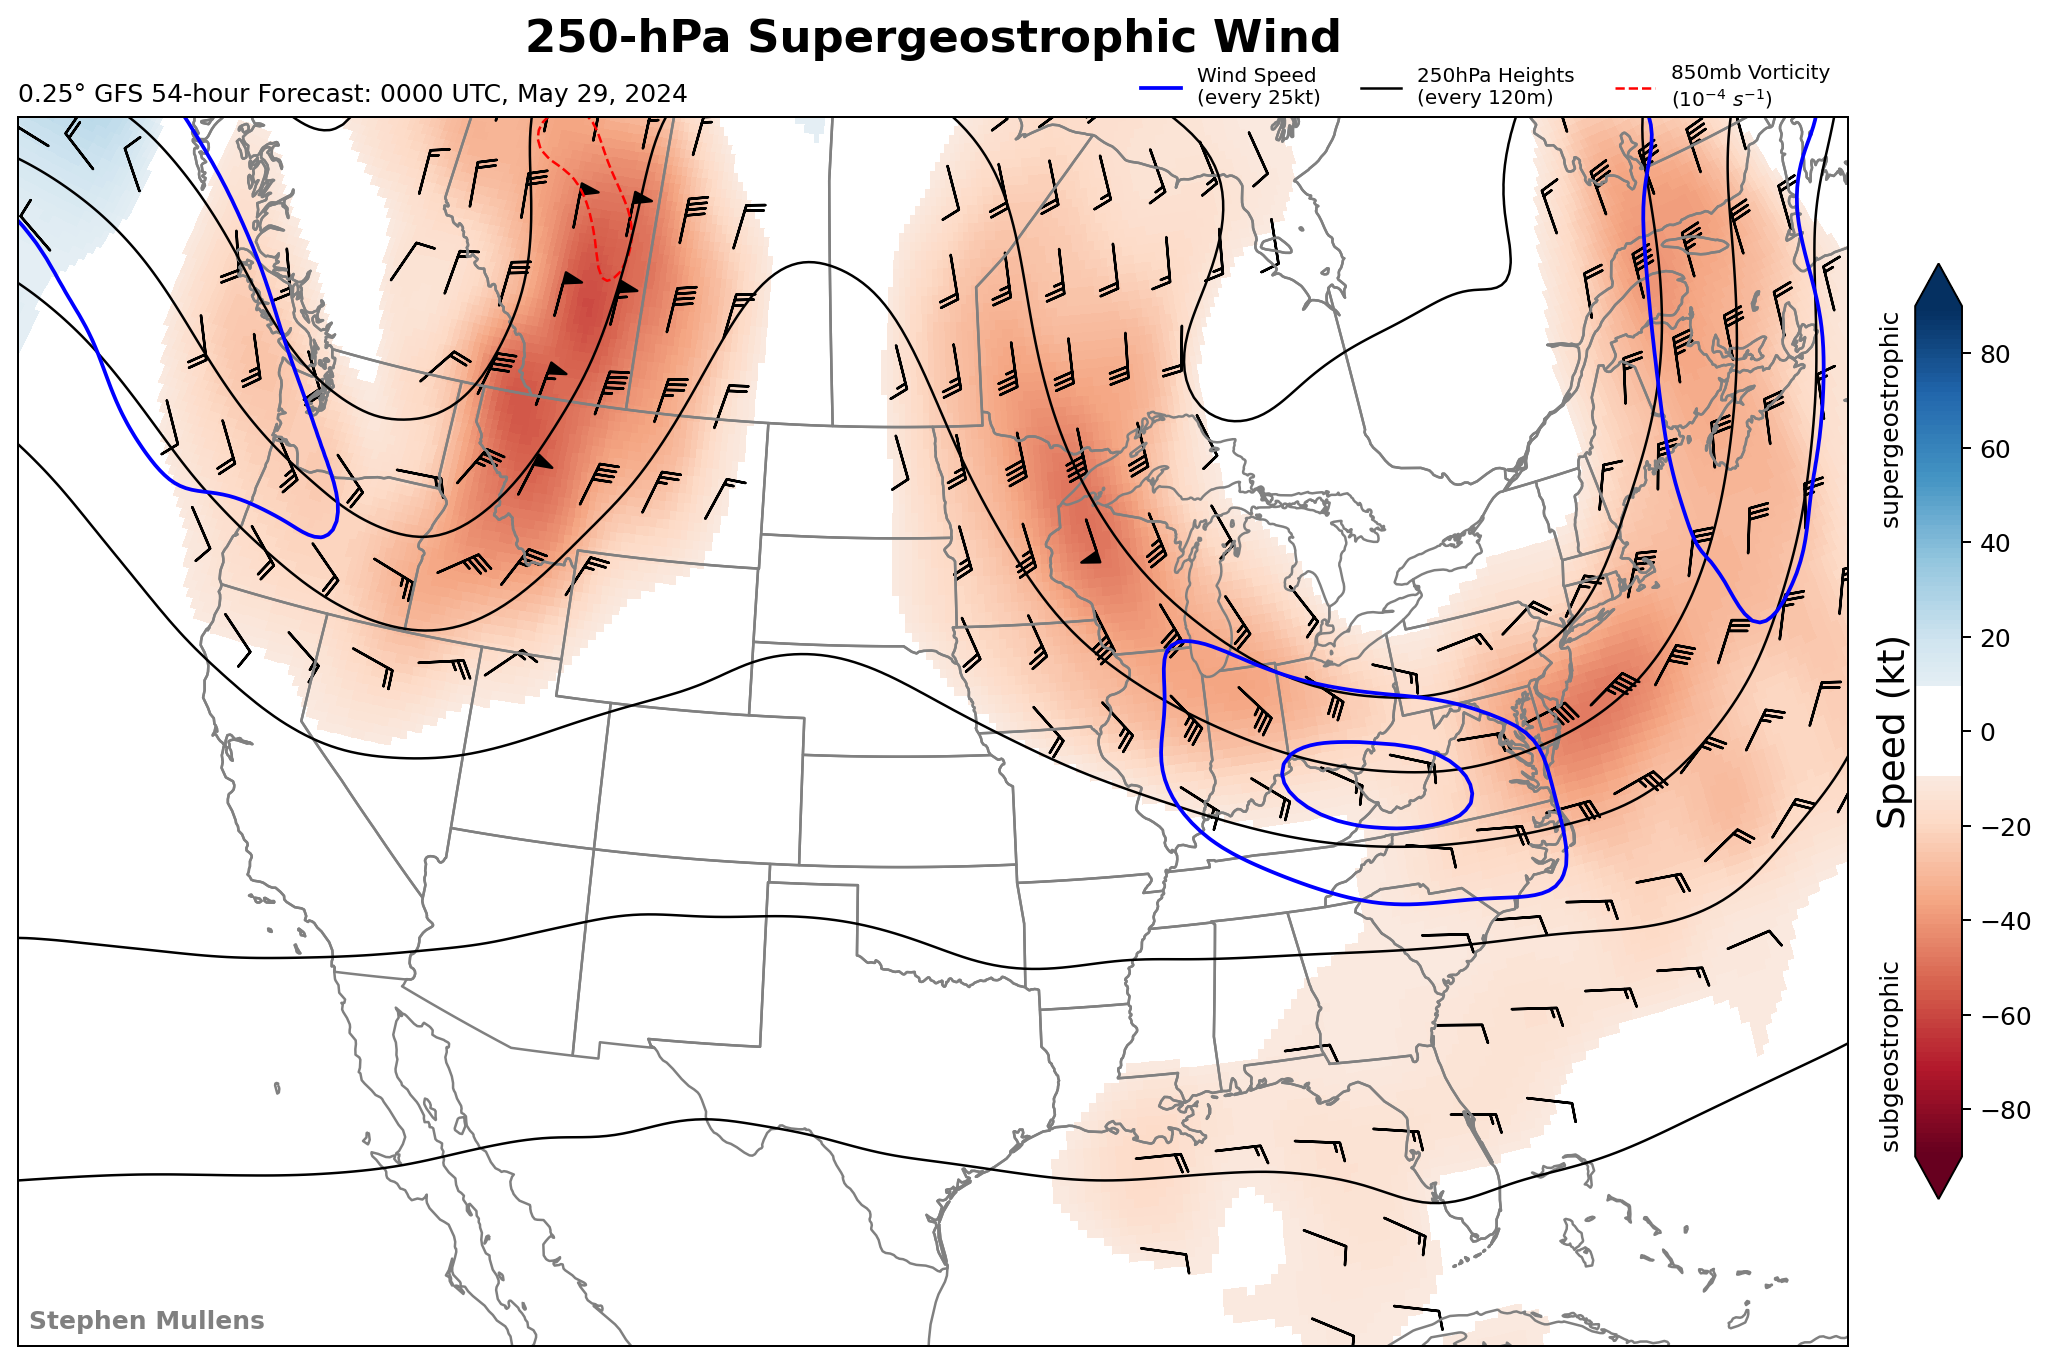 250-hPa Supergeostrophic Wind
0.25° GFS 54-hour Forecast: 0000 UTC, May 29, 2024
Wind Speed
(every 25kt)
250hPa Heights
(every 120m)
850mb Vorticity
(10⁻⁴ s⁻¹)
supergeostrophic
Speed (kt)
subgeostrophic
80
60
40
20
0
−20
−40
−60
−80
Stephen Mullens